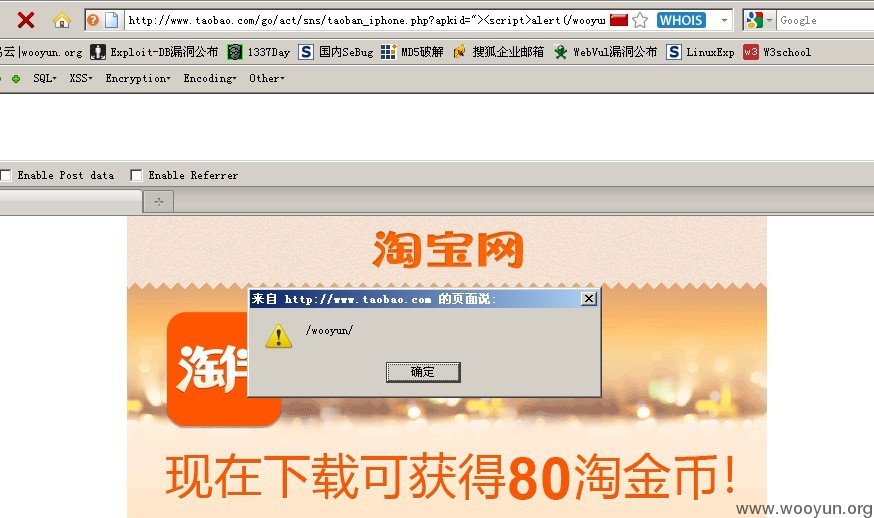 http://www.taobao.com/go/act/sns/taoban_iphone.php?apkid="><script>alert(/wooyu
WHOIS
Google
乌云|wooyun.org Exploit-DB漏洞公布 1337Day 国内SeBug MD5破解 搜狐企业邮箱 WebVul漏洞公布 LinuxExp W3school
SQL XSS Encryption Encoding Other
Enable Post data Enable Referrer
淘宝网
来自 http://www.taobao.com 的页面说:
/wooyun/
确定
淘伴
现在下载可获得80淘金币!
www.wooyun.org